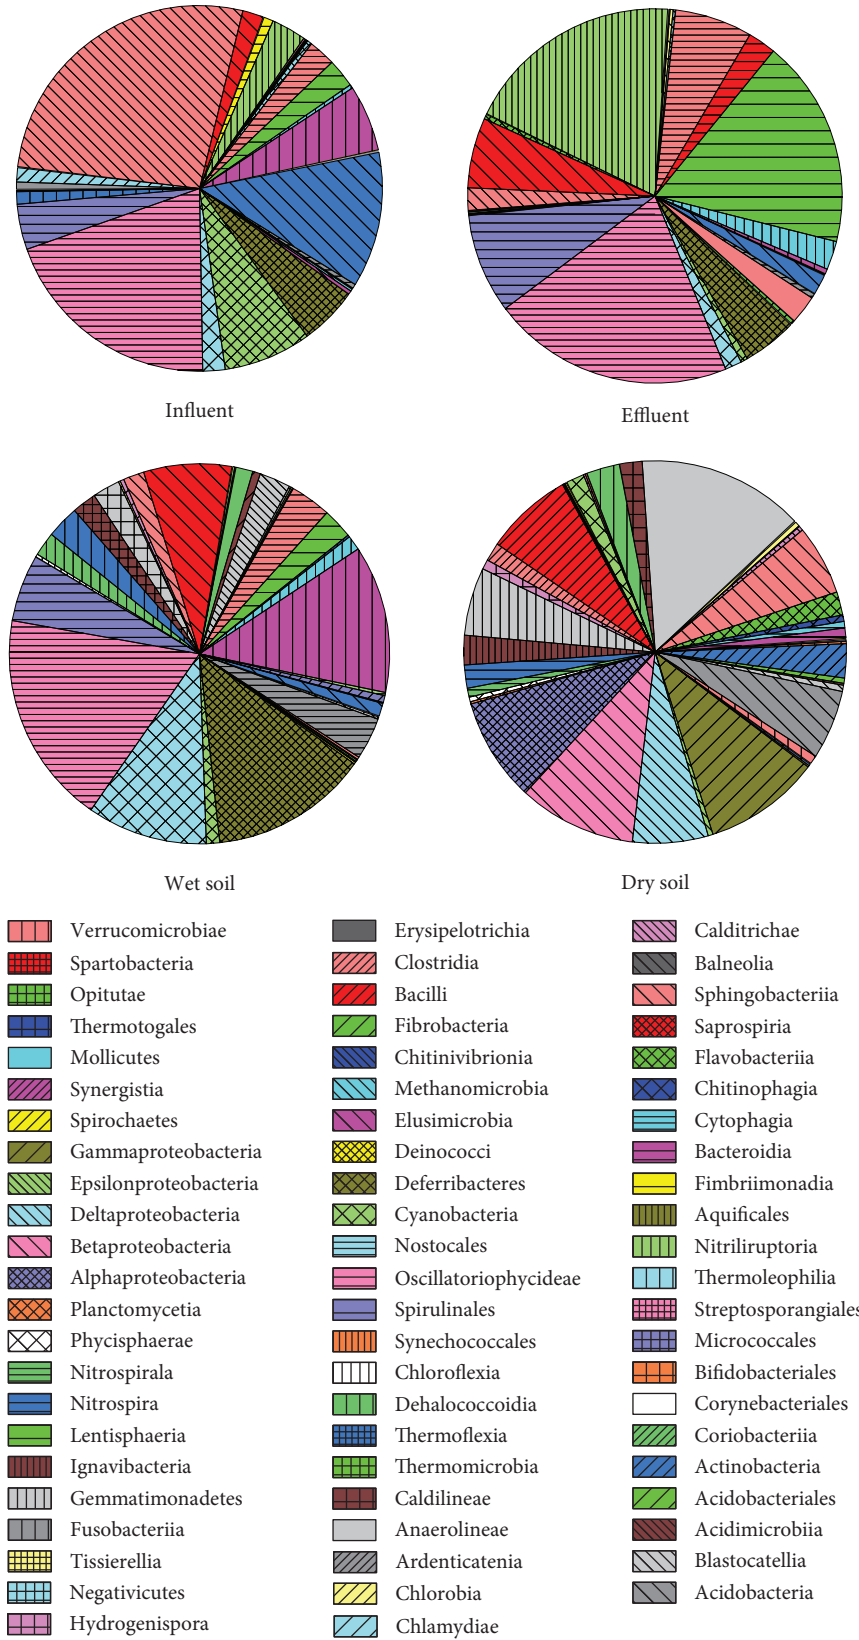 Influent
Effluent
Wet soil
Dry soil
Verrucomicrobiae
Spartobacteria
Opitutae
Thermotogales
Mollicutes
Synergistia
Spirochaetes
Gammaproteobacteria
Epsilonproteobacteria
Deltaproteobacteria
Betaproteobacteria
Alphaproteobacteria
Planctomycetia
Phycisphaerae
Nitrospirala
Nitrospira
Lentisphaeria
Ignavibacteria
Gemmatimonadetes
Fusobacteriia
Tissierellia
Negativicutes
Hydrogenispora
Erysipelotrichia
Clostridia
Bacilli
Fibrobacteria
Chitinivibrionia
Methanomicrobia
Elusimicrobia
Deinococci
Deferribacteres
Cyanobacteria
Nostocales
Oscillatoriophycideae
Spirulinales
Synechococcales
Chloroflexia
Dehalococcoidia
Thermoflexia
Thermomicrobia
Caldilineae
Anaerolineae
Ardenticatenia
Chlorobia
Chlamydiae
Calditrichae
Balneolia
Sphingobacteriia
Saprospiria
Flavobacteriia
Chitinophagia
Cytophagia
Bacteroidia
Fimbriimonadia
Aquificales
Nitriliruptoria
Thermoleophilia
Streptosporangiales
Micrococcales
Bifidobacteriales
Corynebacteriales
Coriobacteriia
Actinobacteria
Acidobacteriales
Acidimicrobiia
Blastocatellia
Acidobacteria